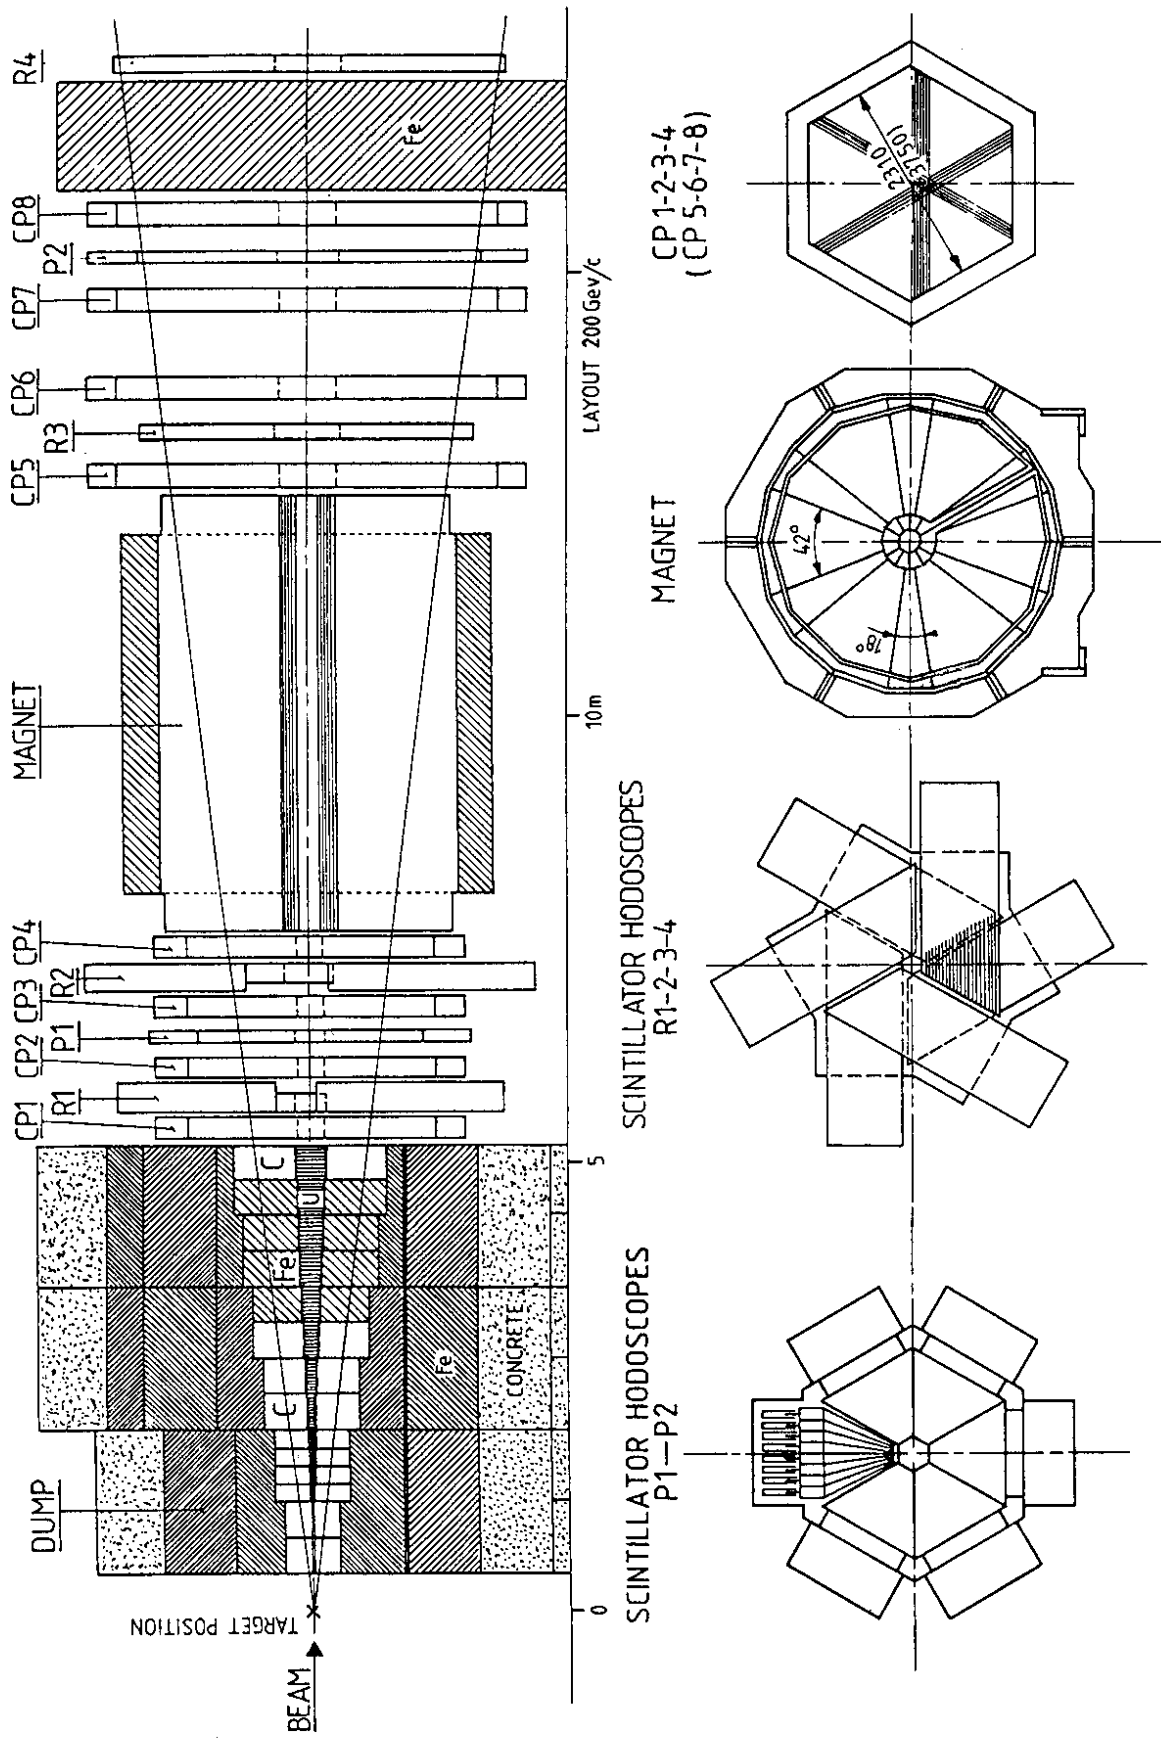 DUMP
CP1
R1
CP2
P1
CP3
R2
CP4
MAGNET
CP5
R3
CP6
CP7
P2
CP8
R4
C
U
Fe
C
Fe
CONCRETE
Fe
TARGET POSITION
BEAM
0
5
10m
LAYOUT 200 Gev/c
SCINTILLATOR HODOSCOPES
P1—P2
SCINTILLATOR HODOSCOPES
R1-2-3-4
MAGNET
42°
18°
CP 1-2-3-4
( CP 5-6-7-8)
2310
(3750)